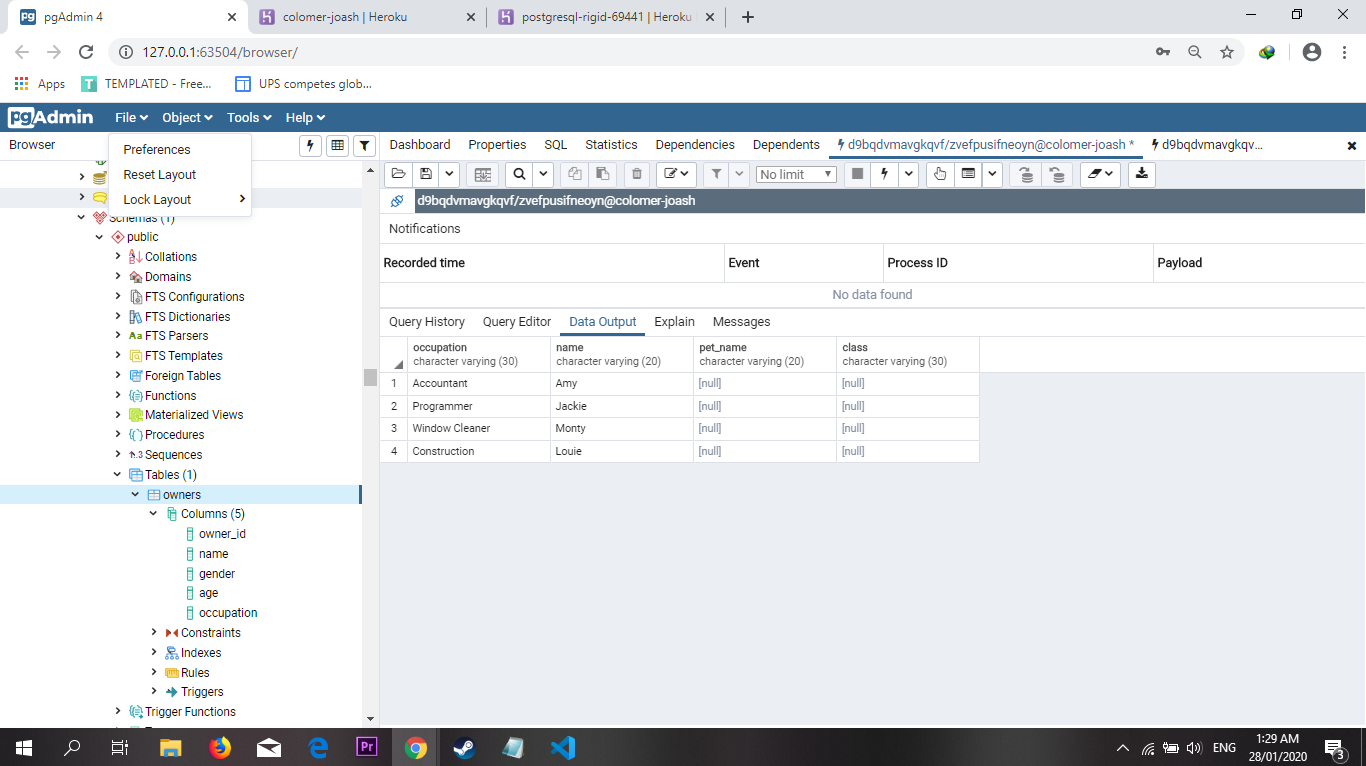 pgAdmin 4
colomer-joash | Heroku
postgresql-rigid-69441 | Heroku
127.0.0.1:63504/browser/
Apps
TEMPLATED - Free...
UPS competes glob...
pgAdmin
File
Object
Tools
Help
Browser
Preferences
Reset Layout
Lock Layout
Schemas (1)
public
Collations
Domains
FTS Configurations
FTS Dictionaries
FTS Parsers
FTS Templates
Foreign Tables
Functions
Materialized Views
Procedures
Sequences
Tables (1)
owners
Columns (5)
owner_id
name
gender
age
occupation
Constraints
Indexes
Rules
Triggers
Trigger Functions
Dashboard
Properties
SQL
Statistics
Dependencies
Dependents
d9bqdvmavgkqvf/zvefpusifneoyn@colomer-joash *
d9bqdvmavgkqv...
No limit
d9bqdvmavgkqvf/zvefpusifneoyn@colomer-joash
Notifications
Recorded time Event Process ID Payload
No data found
Query History
Query Editor
Data Output
Explain
Messages
occupation name pet_name class
character varying (30) character varying (20) character varying (20) character varying (30)
1 Accountant Amy [null] [null]
2 Programmer Jackie [null] [null]
3 Window Cleaner Monty [null] [null]
4 Construction Louie [null] [null]
Pr
ENG
1:29 AM
28/01/2020
3